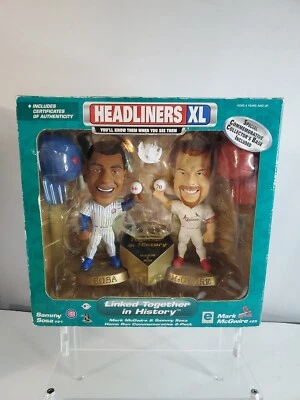 • INCLUDES
CERTIFICATES
OF AUTHENTICITY
HEADLINERS XL
YOU'LL KNOW THEM WHEN YOU SEE THEM
SPECIAL
COMMEMORATIVE
COLLECTOR'S BASE
INCLUDED
in History
SOSA
McGWIRE
Linked Together
in History™
Mark McGwire & Sammy Sosa
Home Run Commemorative 2-Pack
Sammy
Sosa
Mark
McGwire